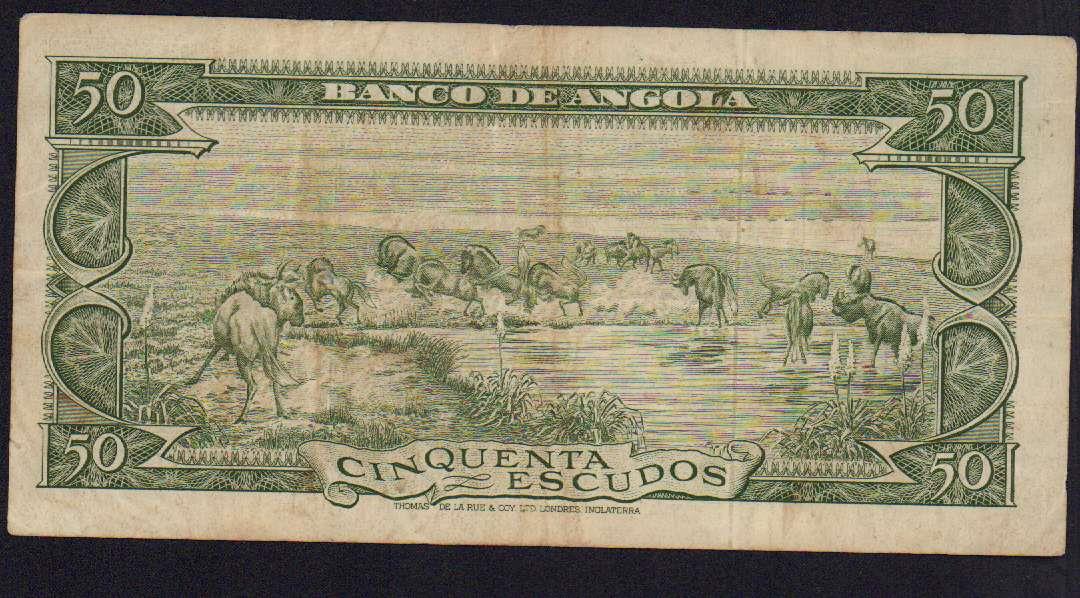 50 BANCO DE ANGOLA 50
50 CINQUENTA ESCUDOS 50
THOMAS DE LA RUE & COY. LTD. LONDRES. INGLATERRA